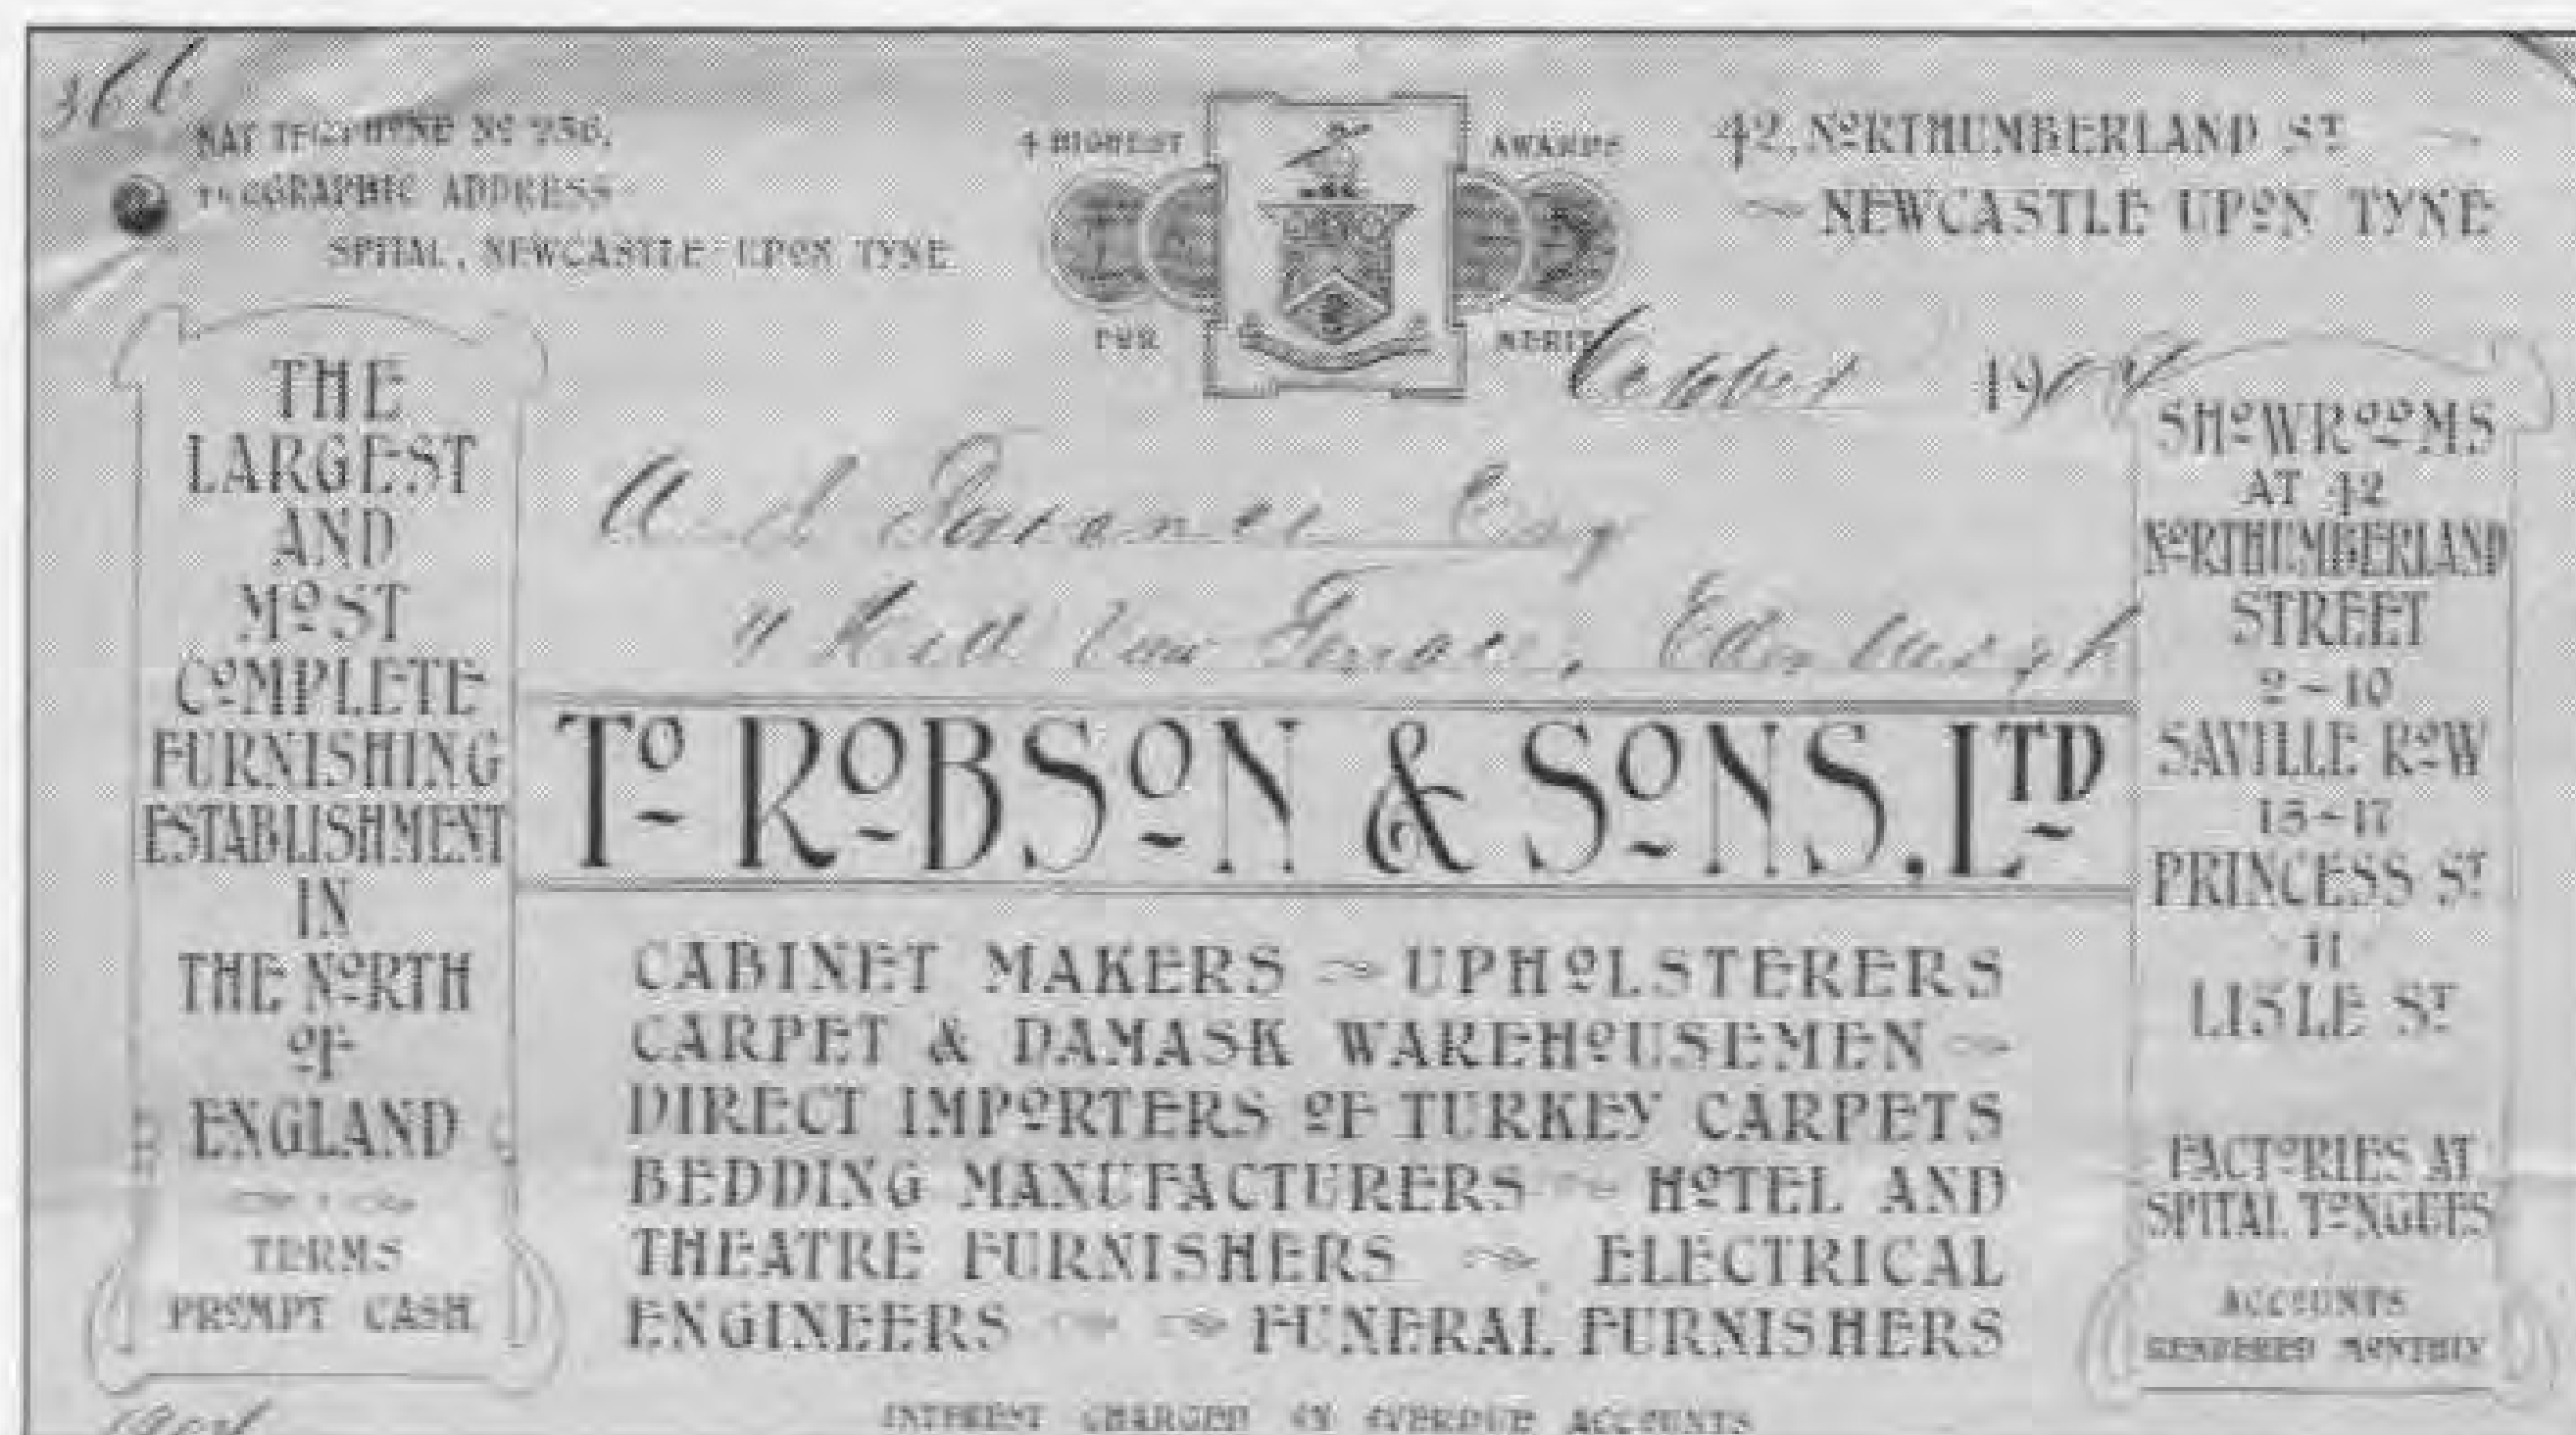 NAT TELEPHONE No 256.
TELEGRAPHIC ADDRESS
SPITAL, NEWCASTLE-UPON TYNE
4 HIGHEST AWARDS
FOR MERIT
42, NORTHUMBERLAND ST
NEWCASTLE UPON TYNE
190
Esq
Terrace, Edinburgh
THE
LARGEST
AND
MOST
COMPLETE
FURNISHING
ESTABLISHMENT
IN
THE NORTH
OF
ENGLAND
TERMS
PROMPT CASH
To ROBSON & SONS, LTD
CABINET MAKERS ~ UPHOLSTERERS
CARPET & DAMASK WAREHOUSEMEN ~
DIRECT IMPORTERS OF TURKEY CARPETS
BEDDING MANUFACTURERS ~ HOTEL AND
THEATRE FURNISHERS ~ ELECTRICAL
ENGINEERS ~ ~ FUNERAL FURNISHERS
INTEREST CHARGED ON OVERDUE ACCOUNTS
SHOWROOMS
AT 42
NORTHUMBERLAND
STREET
2~10
SAVILLE ROW
15~17
PRINCESS ST
11
LISLE ST
FACTORIES AT
SPITAL TONGUES
ACCOUNTS
RENDERED MONTHLY